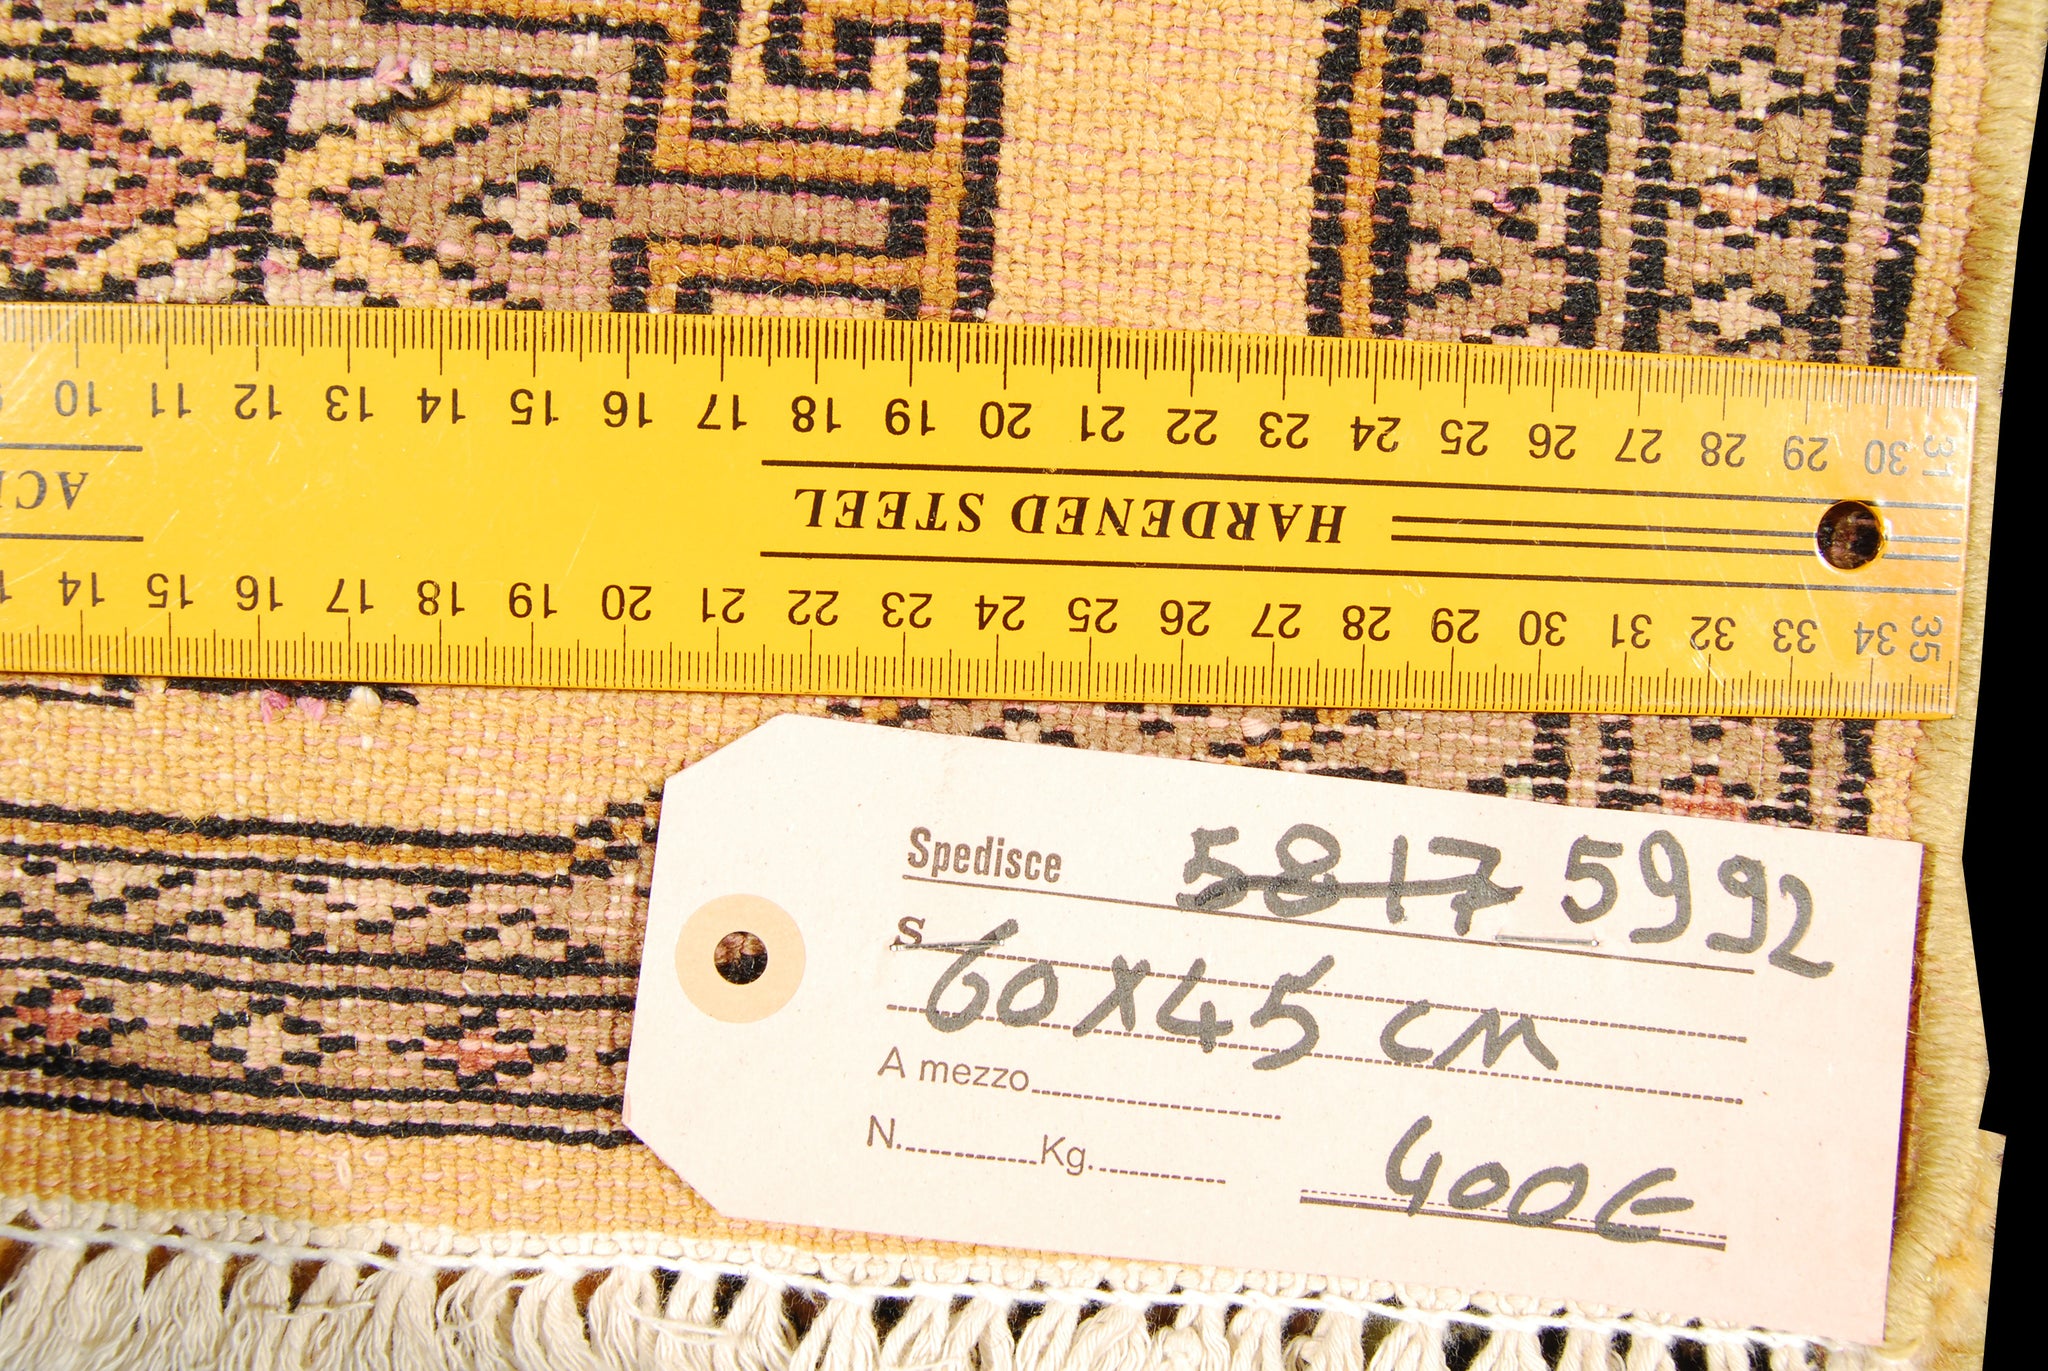 10 11 12 13 14 15 16 17 18 19 20 21 22 23 24 25 26 27 28 29 30 31
HARDENED STEEL
14 15 16 17 18 19 20 21 22 23 24 25 26 27 28 29 30 31 32 33 34 35
Spedisce 5817 5992
S
60X45 CM
A mezzo
N. Kg.
400€